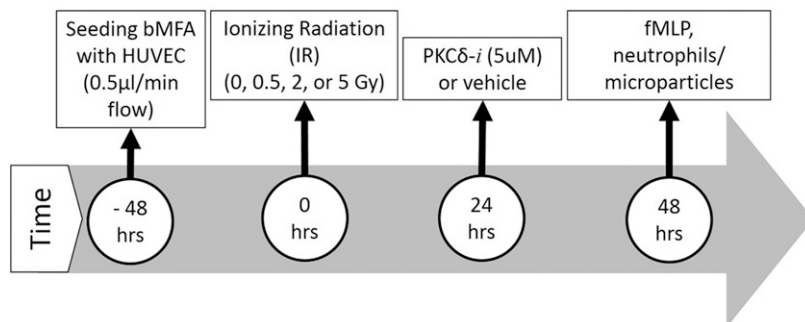 Seeding bMFA
with HUVEC
(0.5µl/min
flow)
Ionizing Radiation
(IR)
(0, 0.5, 2, or 5 Gy)
PKCδ-i (5uM)
or vehicle
fMLP,
neutrophils/
microparticles
Time
- 48
hrs
0
hrs
24
hrs
48
hrs